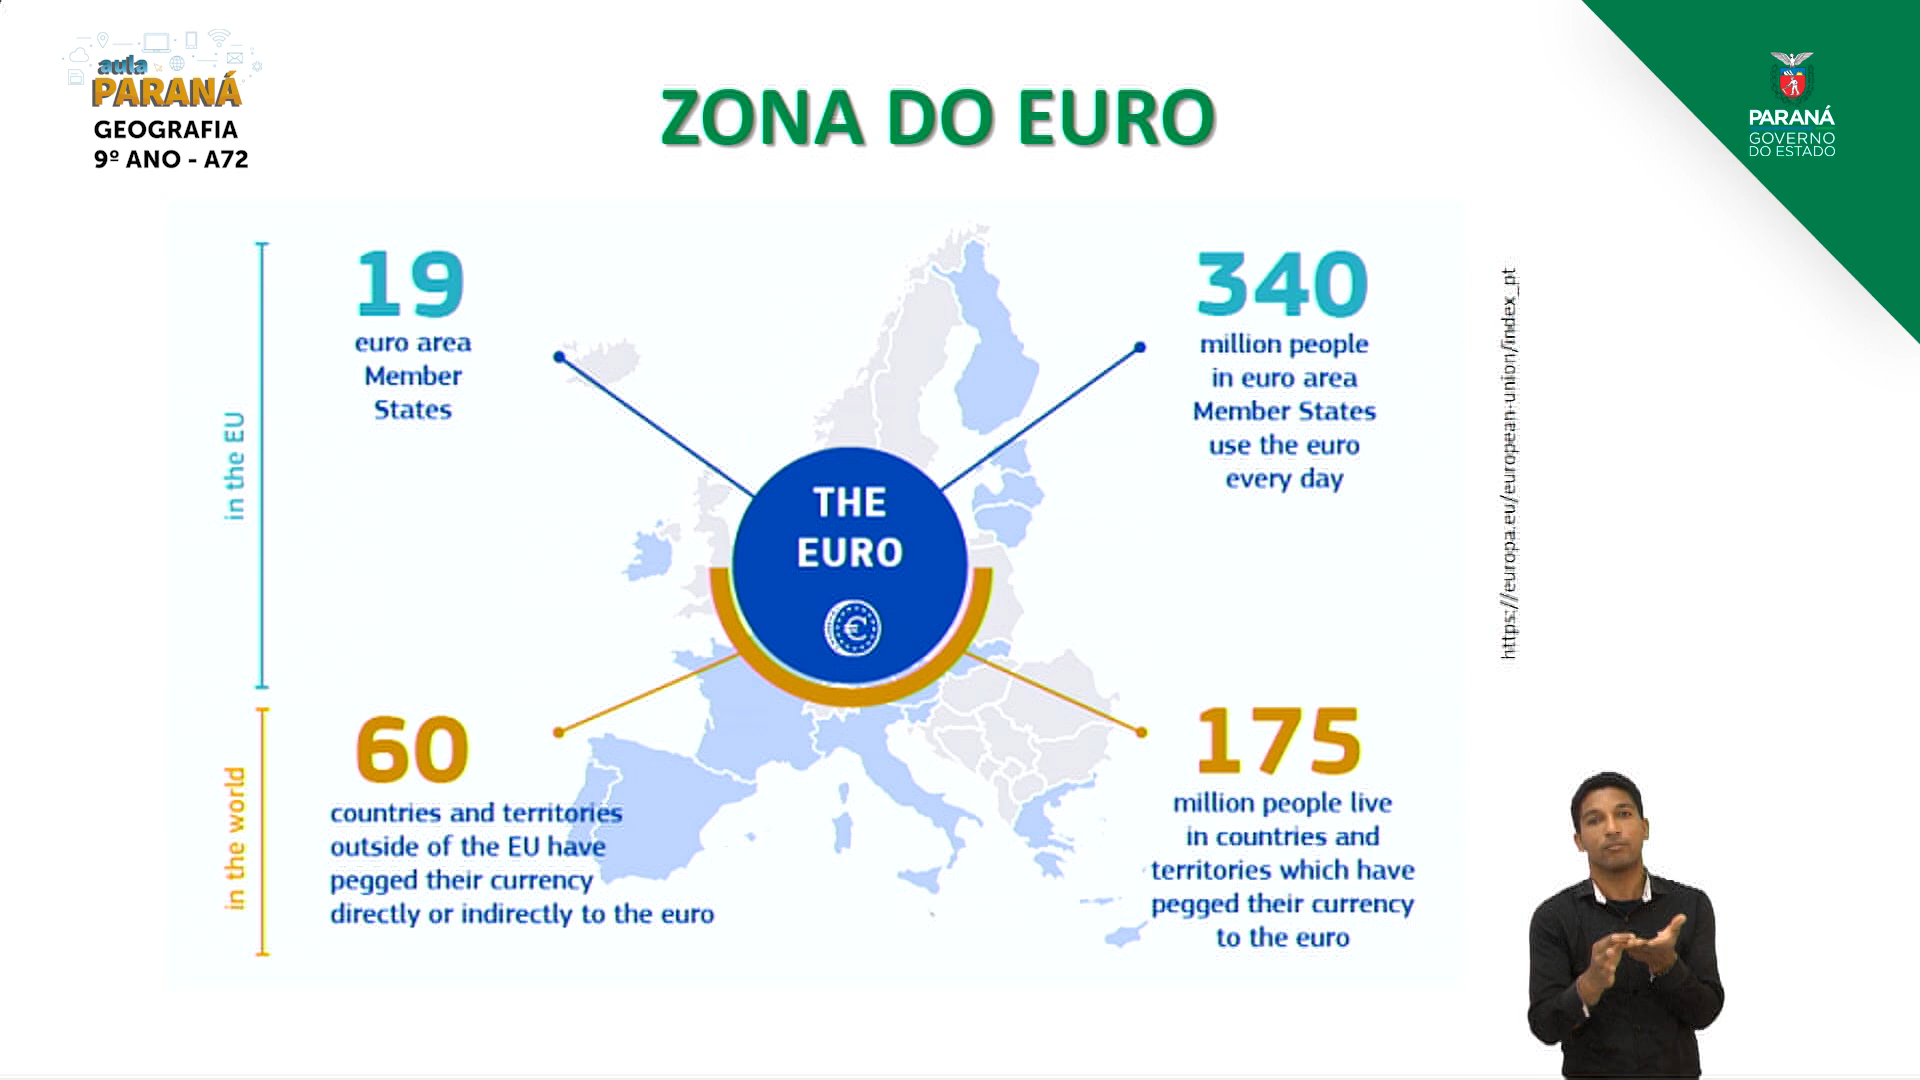 aula
PARANÁ
GEOGRAFIA
9º ANO - A72
ZONA DO EURO
PARANÁ
GOVERNO
DO ESTADO
in the EU
19
euro area
Member
States
340
million people
in euro area
Member States
use the euro
every day
THE
EURO
€
in the world
60
countries and territories
outside of the EU have
pegged their currency
directly or indirectly to the euro
175
million people live
in countries and
territories which have
pegged their currency
to the euro
https://europa.eu/european-union/index_pt